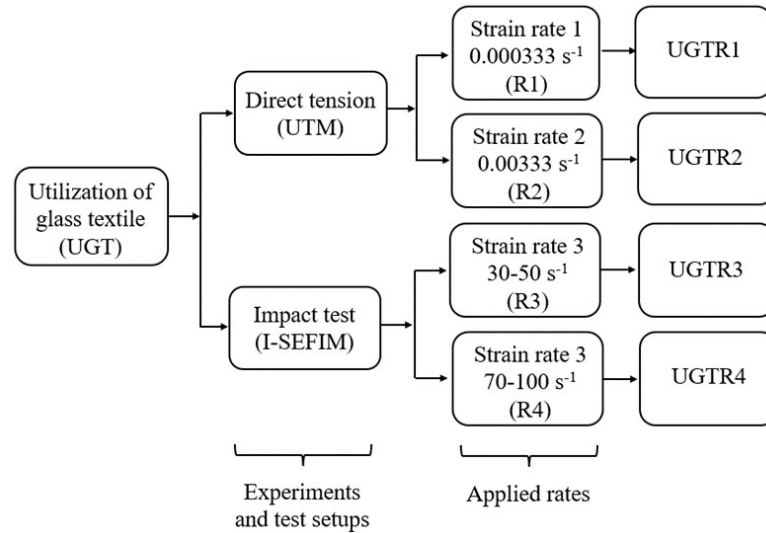 Utilization of
glass textile
(UGT)
Direct tension
(UTM)
Impact test
(I-SEFIM)
Strain rate 1
0.000333 s⁻¹
(R1)
Strain rate 2
0.00333 s⁻¹
(R2)
Strain rate 3
30-50 s⁻¹
(R3)
Strain rate 3
70-100 s⁻¹
(R4)
UGTR1
UGTR2
UGTR3
UGTR4
Experiments
and test setups
Applied rates